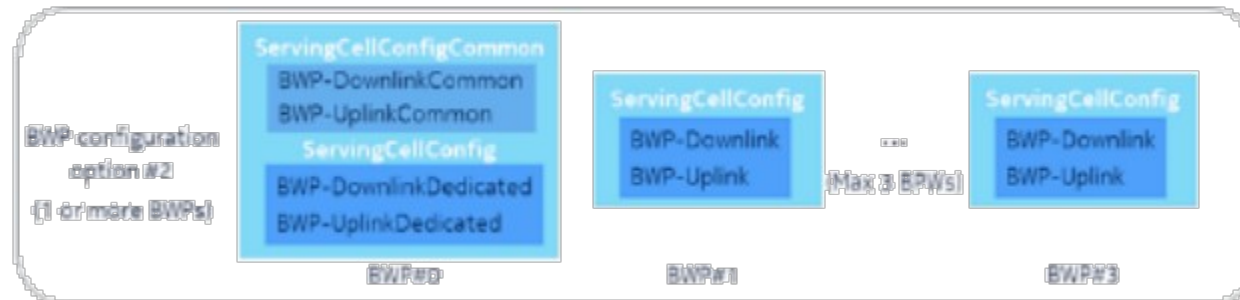 BWP configuration
option #2
(1 or more BWPs)
ServingCellConfigCommon
BWP-DownlinkCommon
BWP-UplinkCommon
ServingCellConfig
BWP-DownlinkDedicated
BWP-UplinkDedicated
BWP#0
ServingCellConfig
BWP-Downlink
BWP-Uplink
BWP#1
...
(Max 3 BPWs)
ServingCellConfig
BWP-Downlink
BWP-Uplink
BWP#3